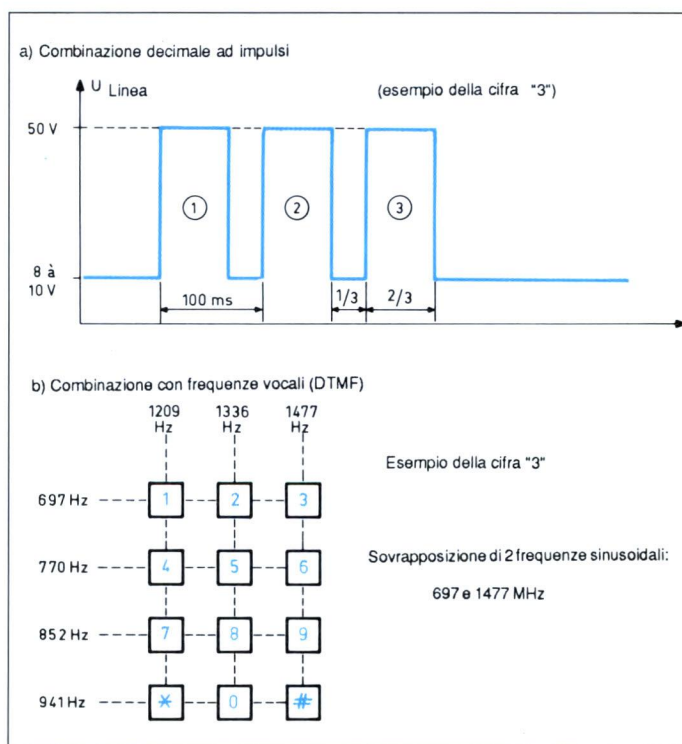 a) Combinazione decimale ad impulsi
U Linea
(esempio della cifra "3")
50 V
1
2
3
8 à
10 V
100 ms
1/3
2/3
b) Combinazione con frequenze vocali (DTMF)
1209 1336 1477
Hz Hz Hz
Esempio della cifra "3"
697 Hz 1 2 3
770 Hz 4 5 6
Sovrapposizione di 2 frequenze sinusoidali:
697 e 1477 MHz
852 Hz 7 8 9
941 Hz * 0 #